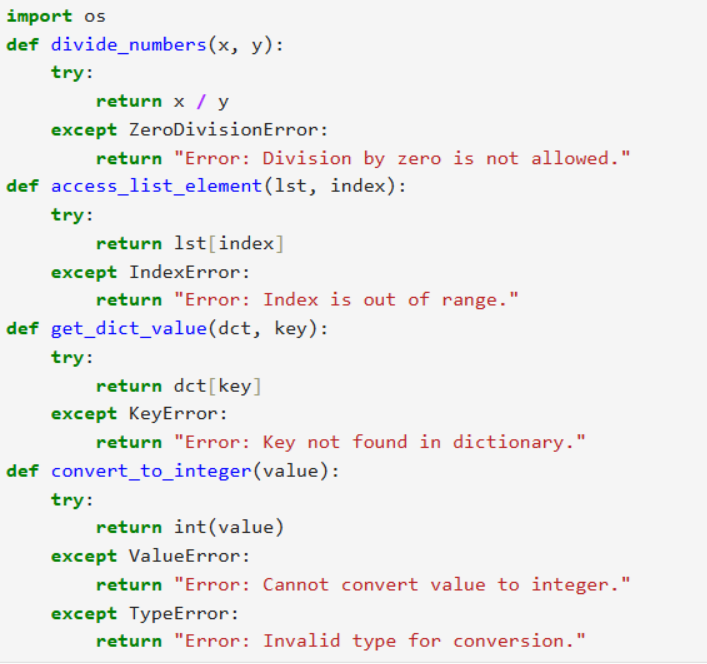 import os
def divide_numbers(x, y):
    try:
        return x / y
    except ZeroDivisionError:
        return "Error: Division by zero is not allowed."
def access_list_element(lst, index):
    try:
        return lst[index]
    except IndexError:
        return "Error: Index is out of range."
def get_dict_value(dct, key):
    try:
        return dct[key]
    except KeyError:
        return "Error: Key not found in dictionary."
def convert_to_integer(value):
    try:
        return int(value)
    except ValueError:
        return "Error: Cannot convert value to integer."
    except TypeError:
        return "Error: Invalid type for conversion."